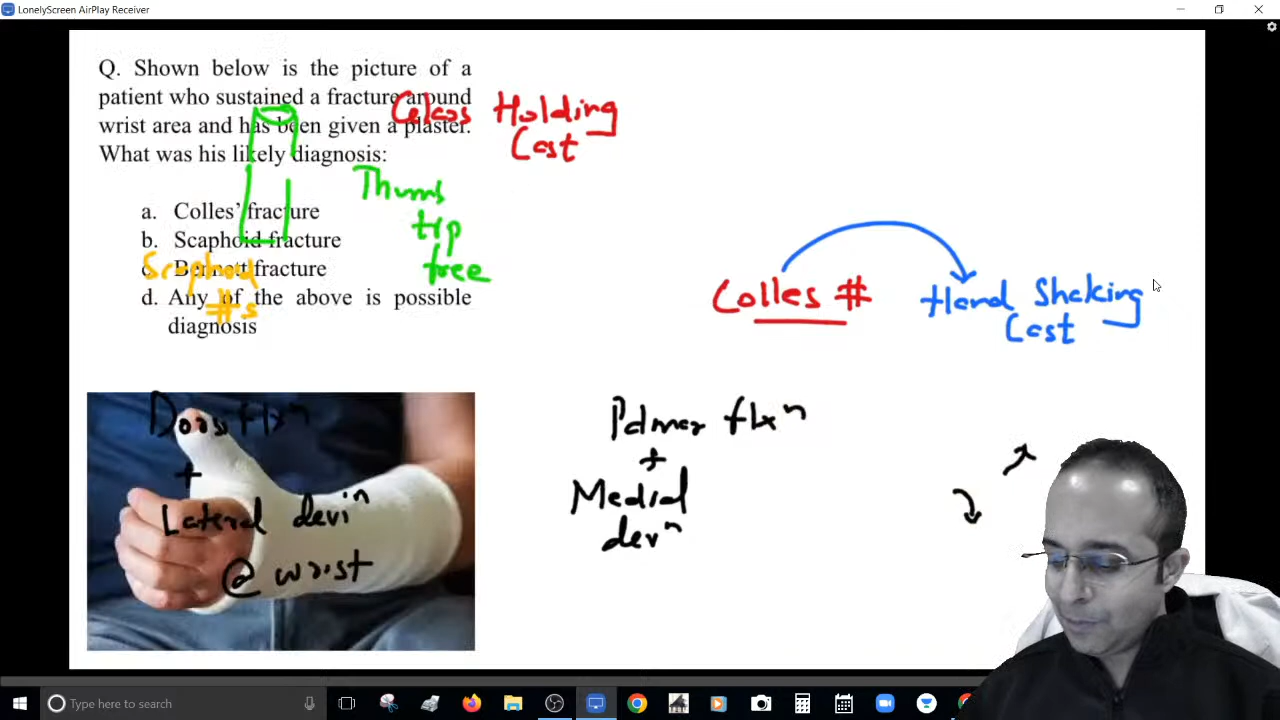 LonelyScreen AirPlay Receiver
Q. Shown below is the picture of a
patient who sustained a fracture around
wrist area and has been given a plaster.
What was his likely diagnosis:
a. Colles' fracture
b. Scaphoid fracture
c. Bennett fracture
d. Any of the above is possible
diagnosis
Holding
Cast
Thumb
tip
free
Scaphoid
#s
Colles #
Hand Shaking
Cast
Dorsiflxn
+
Lateral devin
@ wrist
Palmar flxn
+
Medial
devn
Type here to search